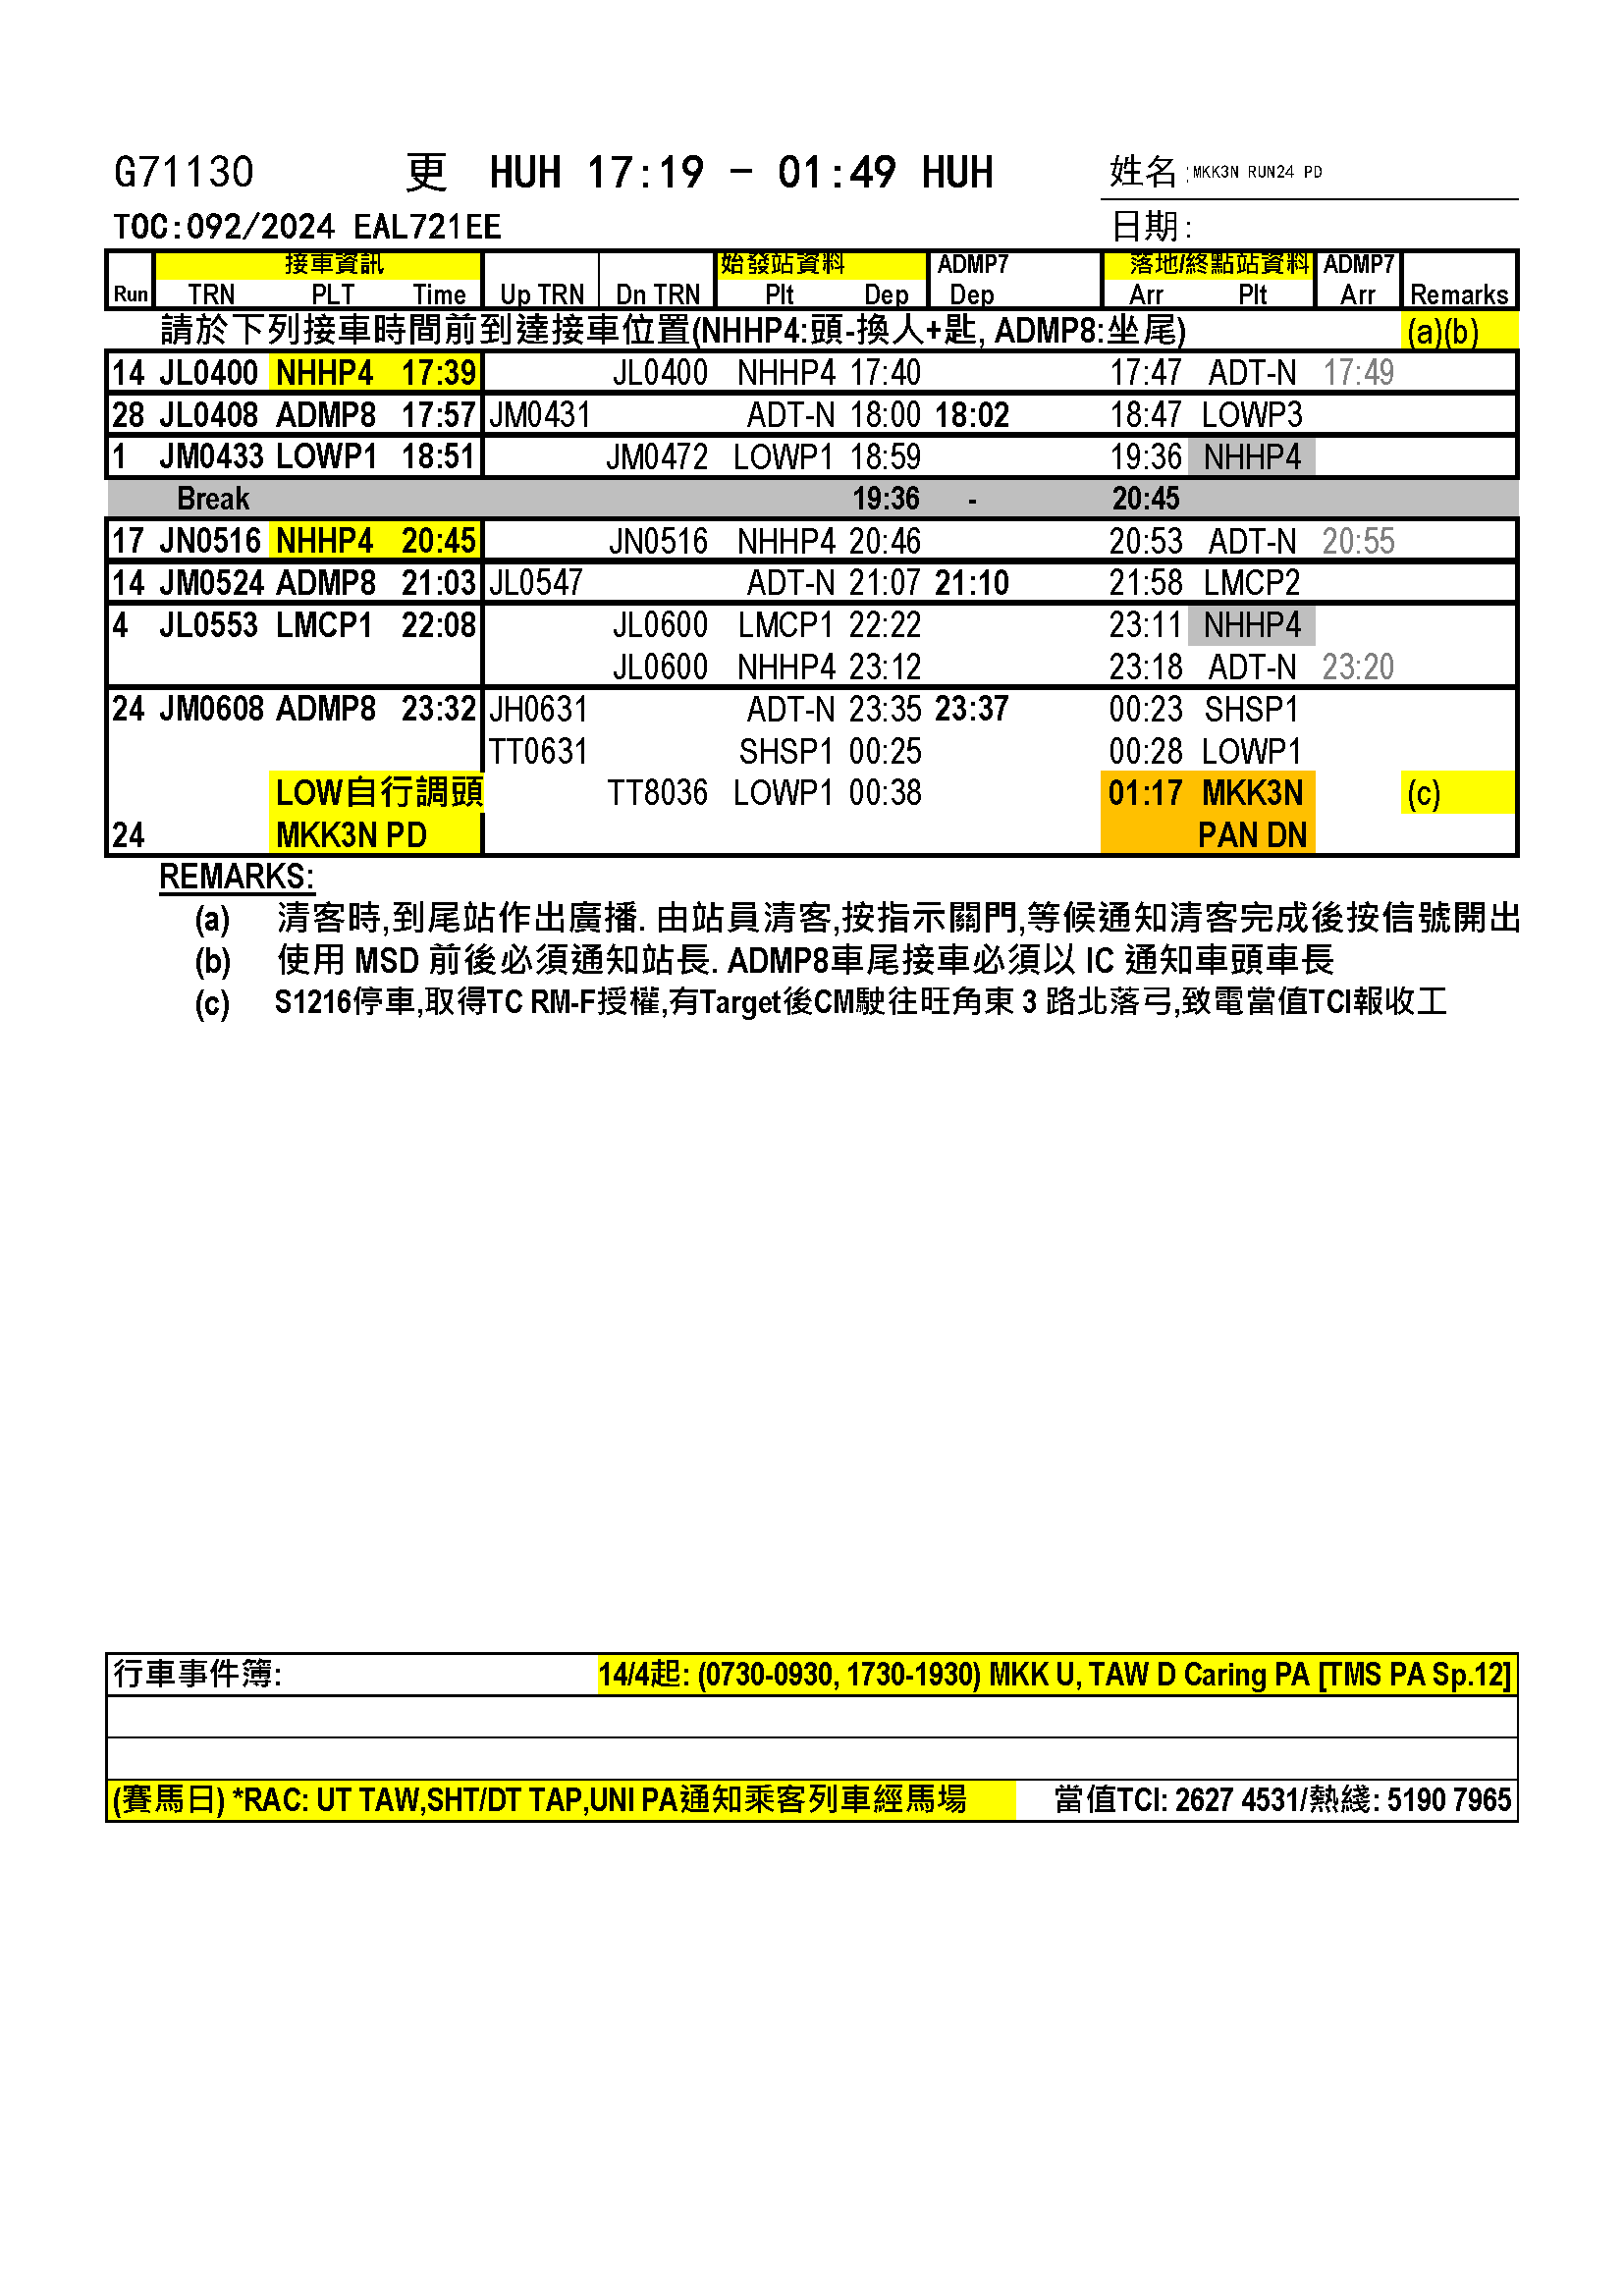 G71130 更 HUH 17:19 - 01:49 HUH 姓名:MKK3N RUN24 PD
TOC:092/2024 EAL721EE 日期:
接車資訊 始發站資料 ADMP7 落地/終點站資料 ADMP7
Run TRN PLT Time Up TRN Dn TRN Plt Dep Dep Arr Plt Arr Remarks
請於下列接車時間前到達接車位置(NHHP4:頭-換人+匙, ADMP8:坐尾) (a)(b)
14 JL0400 NHHP4 17:39 JL0400 NHHP4 17:40 17:47 ADT-N 17:49
28 JL0408 ADMP8 17:57 JM0431 ADT-N 18:00 18:02 18:47 LOWP3
1 JM0433 LOWP1 18:51 JM0472 LOWP1 18:59 19:36 NHHP4
Break 19:36 - 20:45
17 JN0516 NHHP4 20:45 JN0516 NHHP4 20:46 20:53 ADT-N 20:55
14 JM0524 ADMP8 21:03 JL0547 ADT-N 21:07 21:10 21:58 LMCP2
4 JL0553 LMCP1 22:08 JL0600 LMCP1 22:22 23:11 NHHP4
JL0600 NHHP4 23:12 23:18 ADT-N 23:20
24 JM0608 ADMP8 23:32 JH0631 ADT-N 23:35 23:37 00:23 SHSP1
TT0631 SHSP1 00:25 00:28 LOWP1
LOW自行調頭 TT8036 LOWP1 00:38 01:17 MKK3N (c)
24 MKK3N PD PAN DN
REMARKS:
(a) 清客時,到尾站作出廣播. 由站員清客,按指示關門,等候通知清客完成後按信號開出
(b) 使用 MSD 前後必須通知站長. ADMP8車尾接車必須以 IC 通知車頭車長
(c) S1216停車,取得TC RM-F授權,有Target後CM駛往旺角東 3 路北落弓,致電當值TCI報收工
行車事件簿: 14/4起: (0730-0930, 1730-1930) MKK U, TAW D Caring PA [TMS PA Sp.12]
(賽馬日) *RAC: UT TAW,SHT/DT TAP,UNI PA通知乘客列車經馬場 當值TCI: 2627 4531/熱綫: 5190 7965